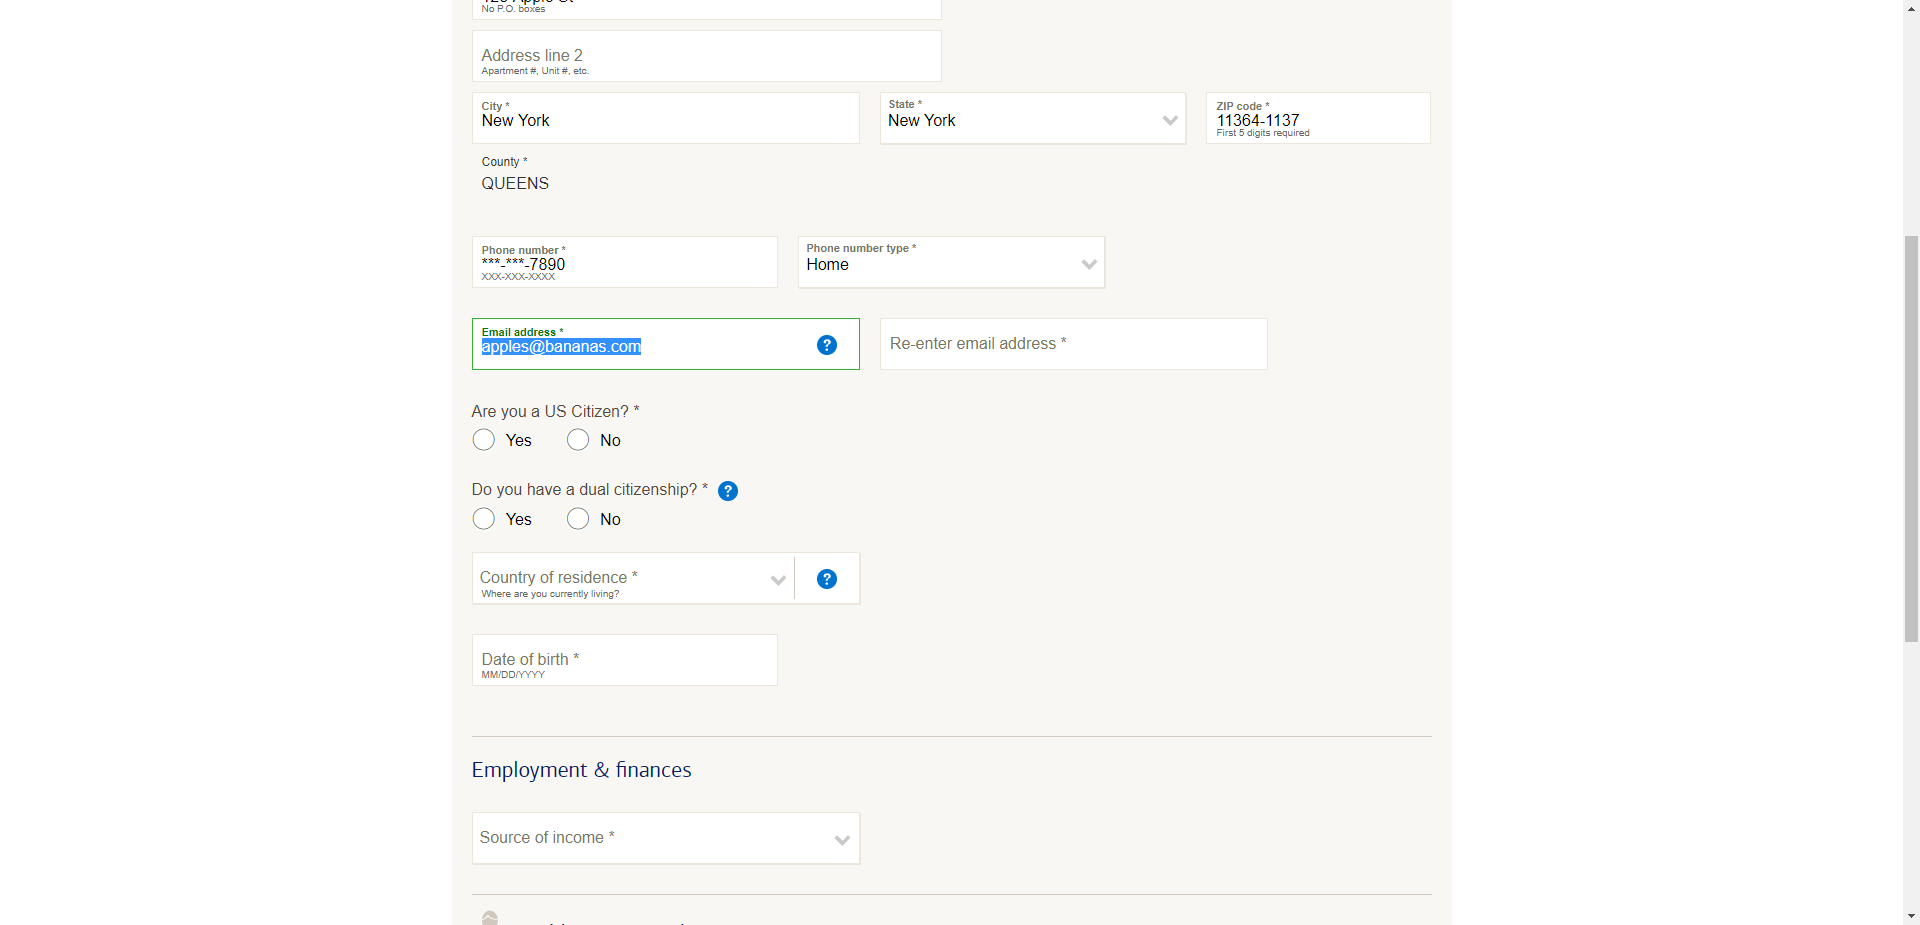 No P.O. boxes
Address line 2
Apartment #, Unit #, etc.
City *
New York
State *
New York
ZIP code *
11364-1137
First 5 digits required
County *
QUEENS
Phone number *
***-***-7890
XXX-XXX-XXXX
Phone number type *
Home
Email address *
apples@bananas.com
?
Re-enter email address *
Are you a US Citizen? *
Yes No
Do you have a dual citizenship? * ?
Yes No
Country of residence *
Where are you currently living?
?
Date of birth *
MM/DD/YYYY
Employment & finances
Source of income *